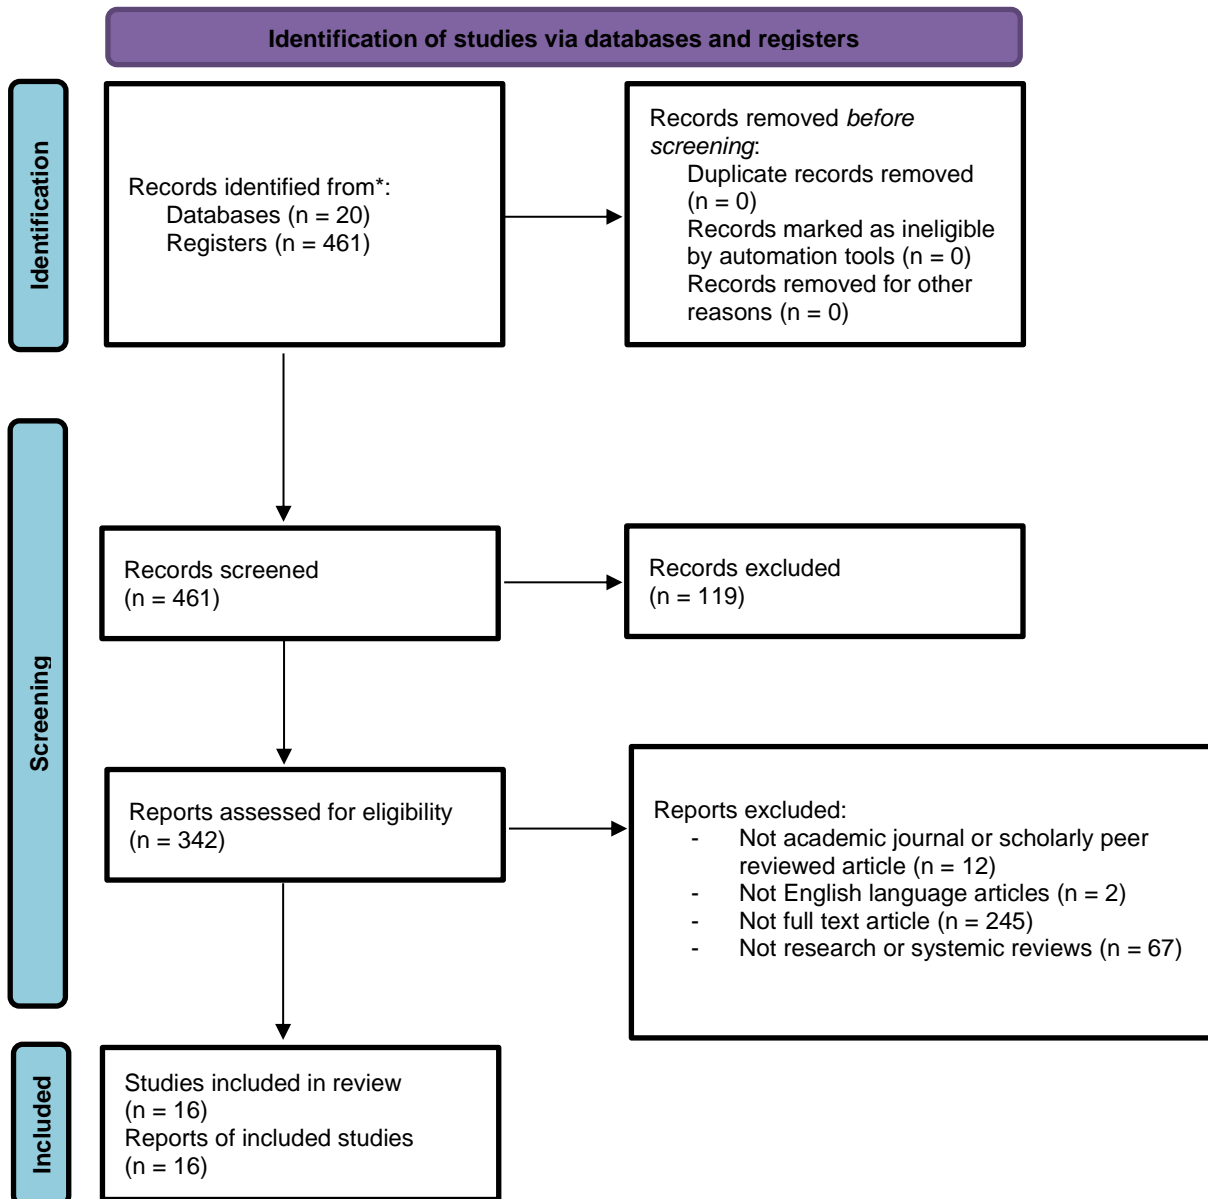 Identification of studies via databases and registers
Identification
Records identified from*:
Databases (n = 20)
Registers (n = 461)
Records removed before
screening:
Duplicate records removed
(n = 0)
Records marked as ineligible
by automation tools (n = 0)
Records removed for other
reasons (n = 0)
Screening
Records screened
(n = 461)
Records excluded
(n = 119)
Reports assessed for eligibility
(n = 342)
Reports excluded:
- Not academic journal or scholarly peer
reviewed article (n = 12)
- Not English language articles (n = 2)
- Not full text article (n = 245)
- Not research or systemic reviews (n = 67)
Included
Studies included in review
(n = 16)
Reports of included studies
(n = 16)